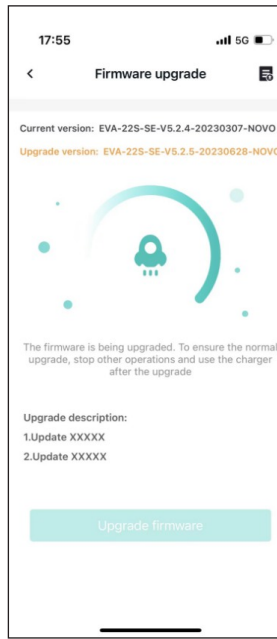 17:55
5G
Firmware upgrade
Current version: EVA-22S-SE-V5.2.4-20230307-NOVO
Upgrade version: EVA-22S-SE-V5.2.5-20230628-NOVO
The firmware is being upgraded. To ensure the normal
upgrade, stop other operations and use the charger
after the upgrade
Upgrade description:
1.Update XXXXX
2.Update XXXXX
Upgrade firmware